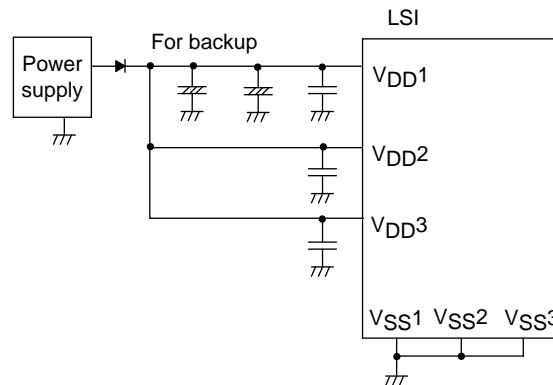 LSI
For backup
Power
supply
VDD1
VDD2
VDD3
VSS1 VSS2 VSS3